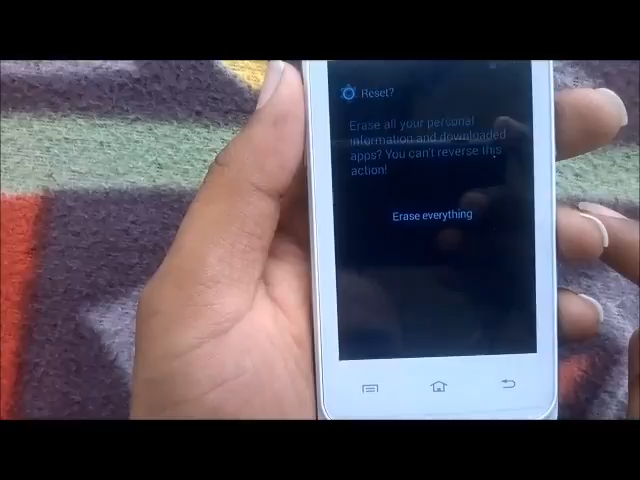 Reset?
Erase all your personal
information and downloaded
apps? You can't reverse this
action!
Erase everything